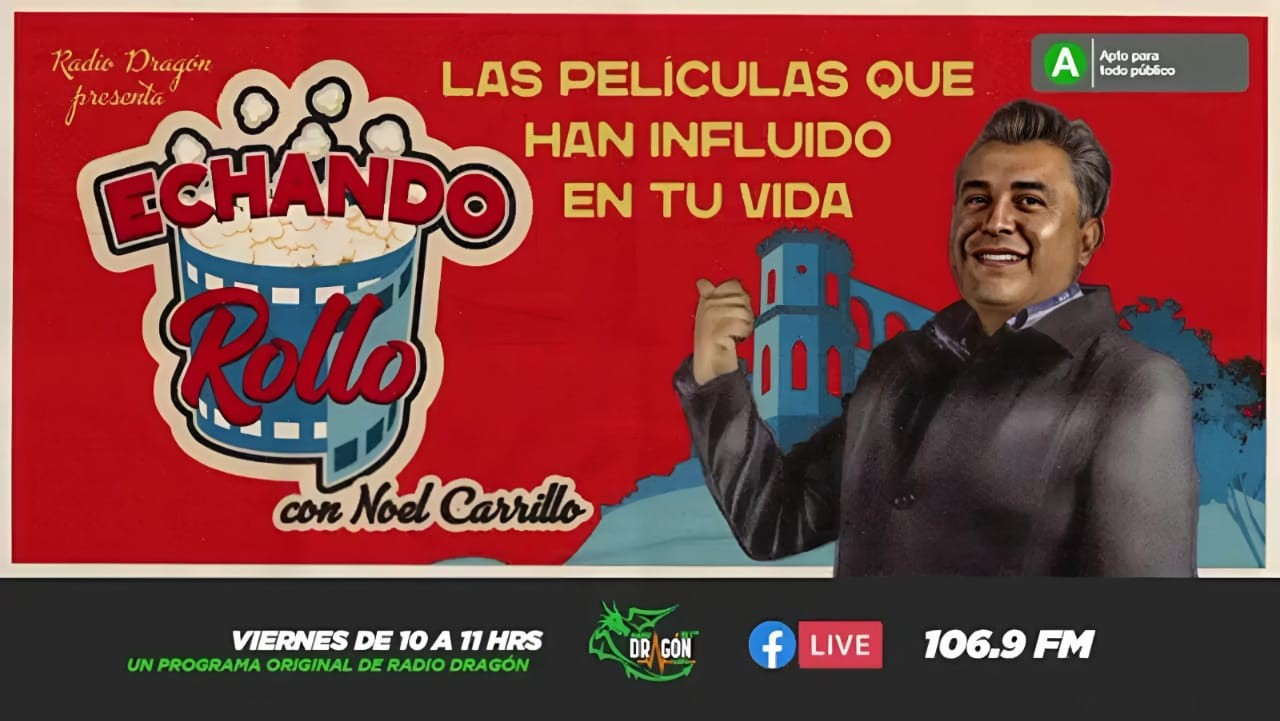 Radio Dragón
presenta
ECHANDO
Rollo
con Noel Carrillo
LAS PELÍCULAS QUE
HAN INFLUIDO
EN TU VIDA
A
Apto para
todo público
VIERNES DE 10 A 11 HRS
UN PROGRAMA ORIGINAL DE RADIO DRAGÓN
DRAGÓN
f LIVE
106.9 FM